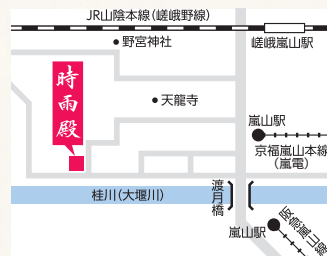 JR山陰本線(嵯峨野線)
野宮神社
嵯峨嵐山駅
時雨殿
天龍寺
嵐山駅
京福嵐山本線
(嵐電)
桂川(大堰川)
渡月橋
嵐山駅
阪急嵐山線